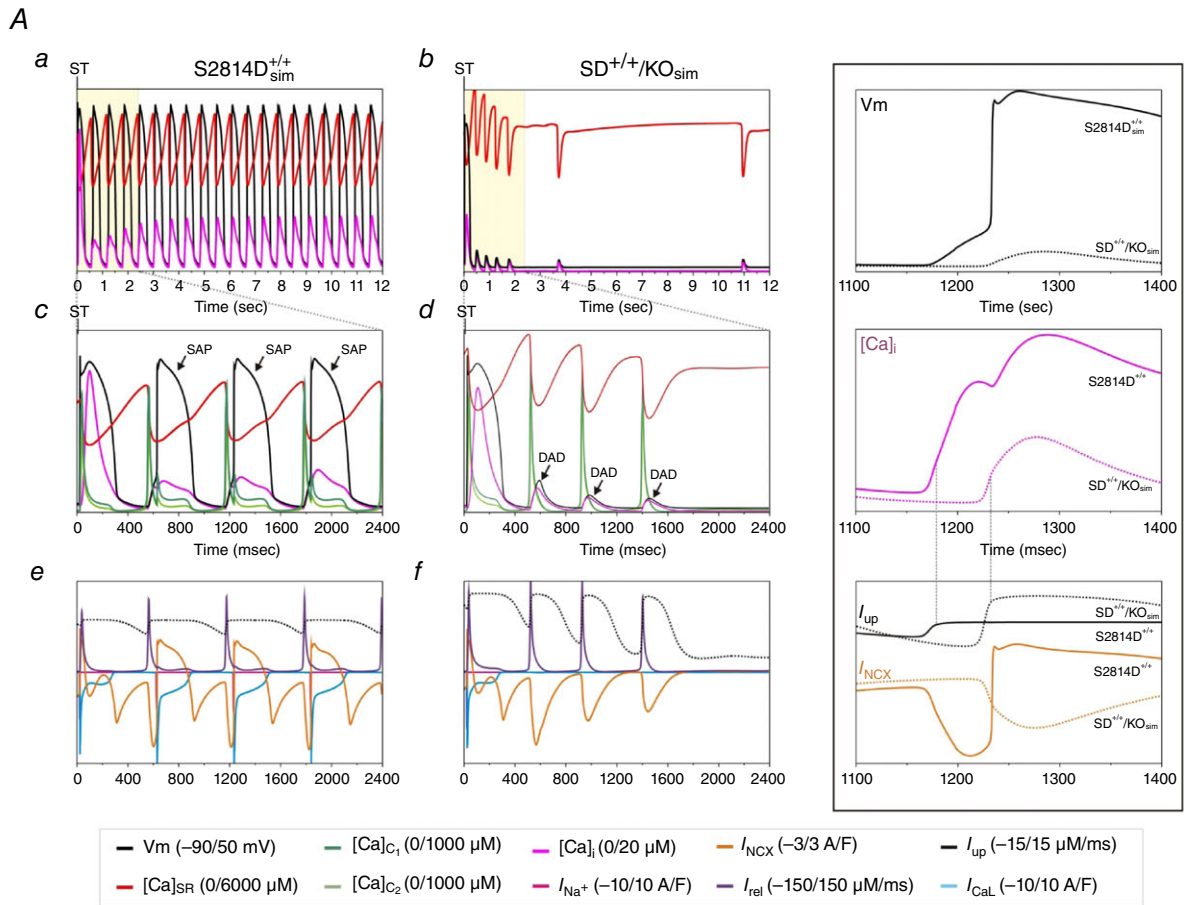 A
a
ST
S2814D+/+sim
0 1 2 3 4 5 6 7 8 9 10 11 12
Time (sec)
b
ST
SD+/+/KOsim
0 1 2 3 4 5 6 7 8 9 10 11 12
Time (sec)
c
ST
SAP
SAP
SAP
0 400 800 1200 1600 2000 2400
Time (msec)
d
ST
DAD
DAD
DAD
0 400 800 1200 1600 2000 2400
Time (msec)
e
0 400 800 1200 1600 2000 2400
f
0 400 800 1200 1600 2000 2400
Vm
S2814D+/+sim
SD+/+/KOsim
1100 1200 1300 1400
Time (sec)
[Ca]i
S2814D+/+
SD+/+/KOsim
1100 1200 1300 1400
Time (msec)
Iup
SD+/+/KOsim
S2814D+/+
INCX
S2814D+/+
SD+/+/KOsim
1100 1200 1300 1400
Vm (–90/50 mV) [Ca]C1 (0/1000 µM) [Ca]i (0/20 µM) INCX (–3/3 A/F) Iup (–15/15 µM/ms)
[Ca]SR (0/6000 µM) [Ca]C2 (0/1000 µM) INa+ (–10/10 A/F) Irel (–150/150 µM/ms) ICaL (–10/10 A/F)